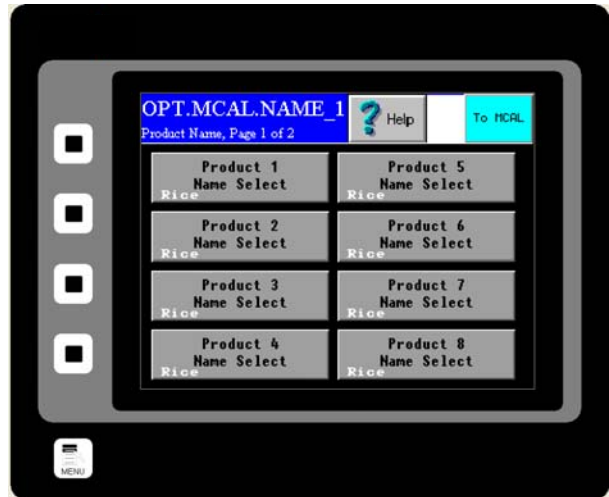 OPT.MCAL.NAME_1
Product Name, Page 1 of 2
? Help
To MCAL
Product 1
Name Select
Rice
Product 5
Name Select
Rice
Product 2
Name Select
Rice
Product 6
Name Select
Rice
Product 3
Name Select
Rice
Product 7
Name Select
Rice
Product 4
Name Select
Rice
Product 8
Name Select
Rice
MENU